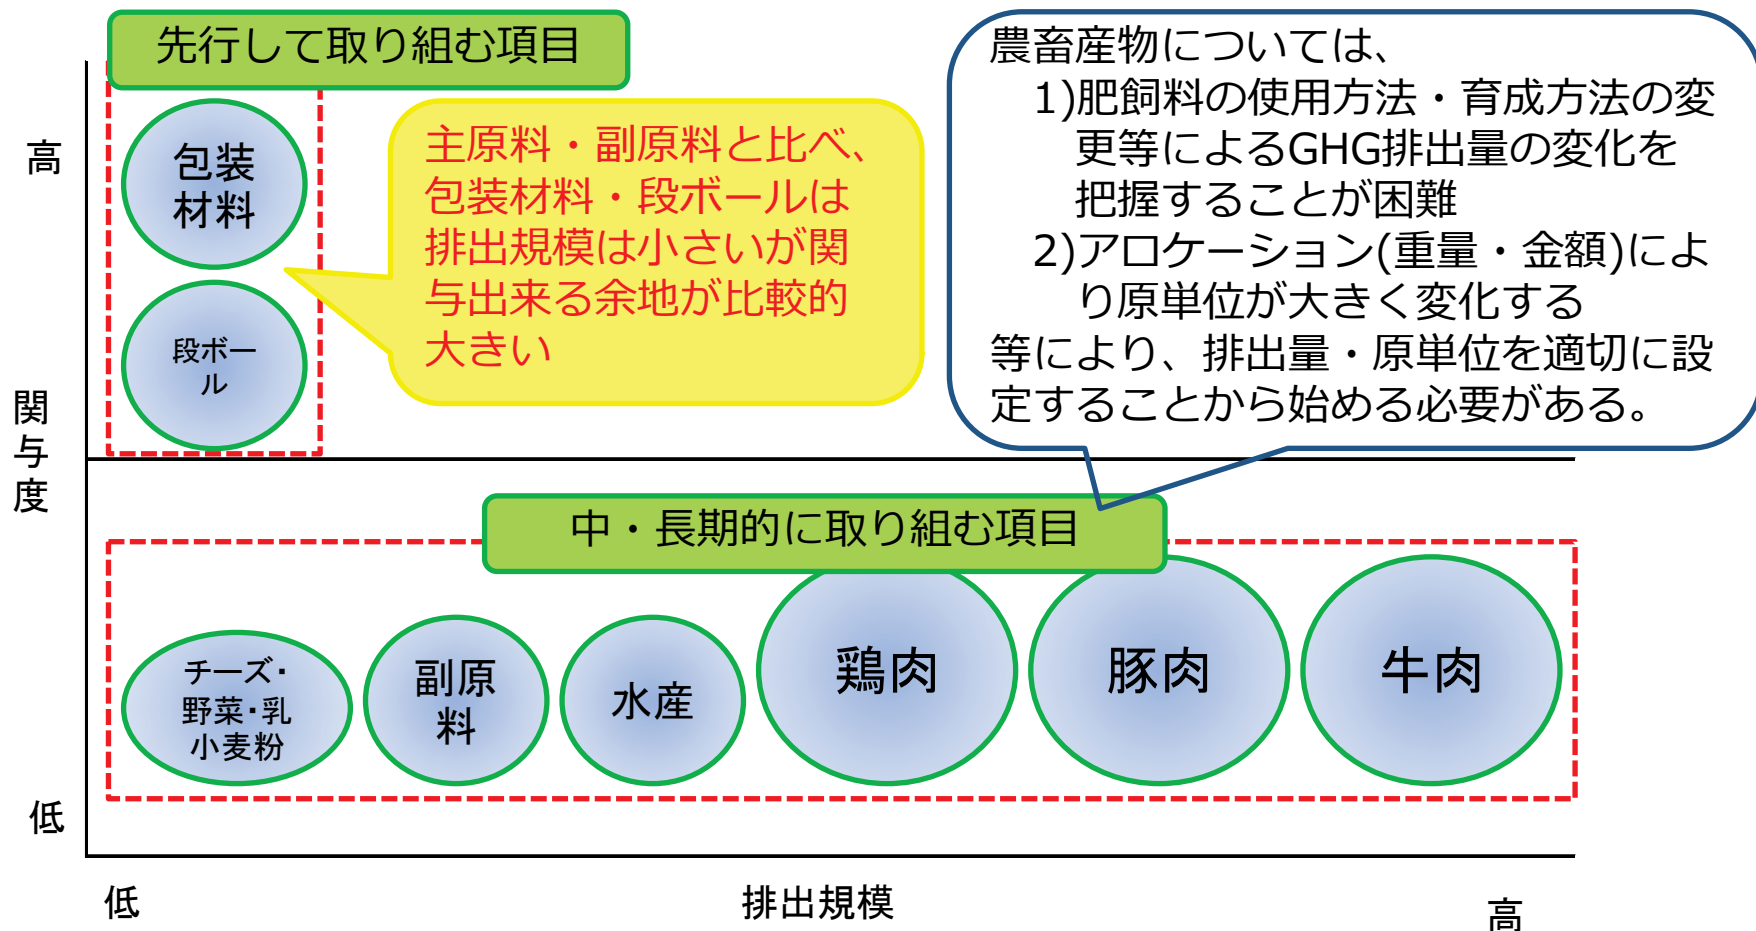 先行して取り組む項目
農畜産物については、
1)肥飼料の使用方法・育成方法の変
更等によるGHG排出量の変化を
把握することが困難
2)アロケーション(重量・金額)によ
り原単位が大きく変化する
等により、排出量・原単位を適切に設
定することから始める必要がある。
主原料・副原料と比べ、
包装材料・段ボールは
排出規模は小さいが関
与出来る余地が比較的
大きい
高
包装
材料
段ボー
ル
関
与
度
中・長期的に取り組む項目
チーズ・
野菜・乳
小麦粉
副原
料
水産
鶏肉
豚肉
牛肉
低
低
排出規模
高